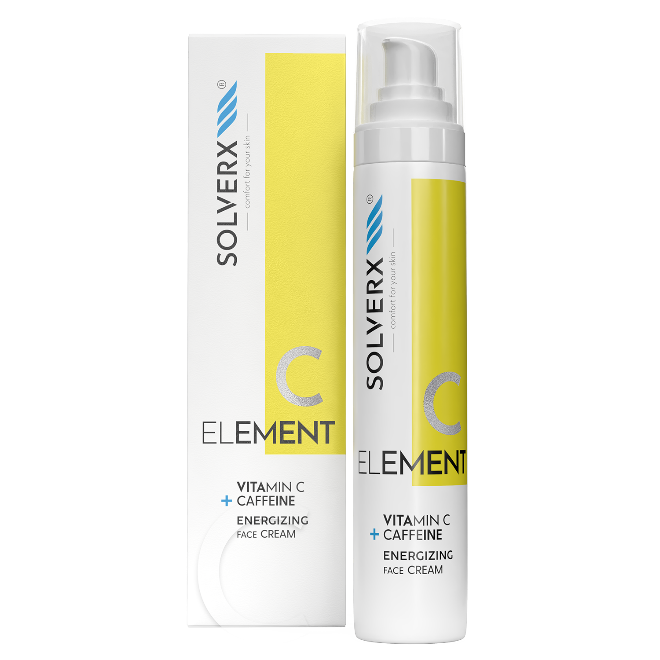 SOLVERX®
comfort for your skin
C
ELEMENT
VITAMIN C
+ CAFFEINE
ENERGIZING
FACE CREAM
SOLVERX®
comfort for your skin
C
ELEMENT
VITAMIN C
+ CAFFEINE
ENERGIZING
FACE CREAM